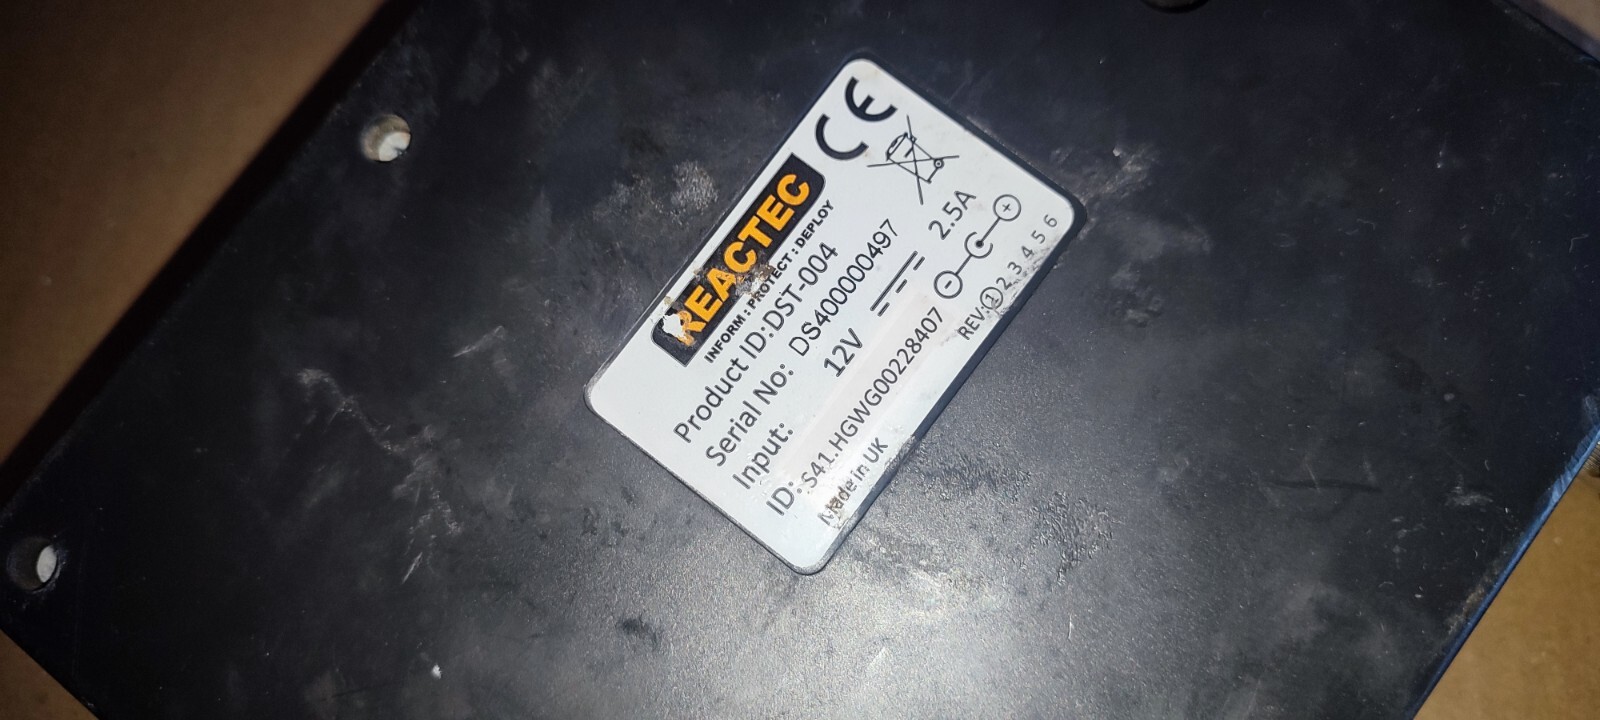 REACTEC
INFORM : PROTECT : DEPLOY
CE
Product ID: DST-004
Serial No: DS400000497
Input: 12V 2.5A
ID: S41.HGWG00228407
Made in UK
REV: 1 2 3 4 5 6